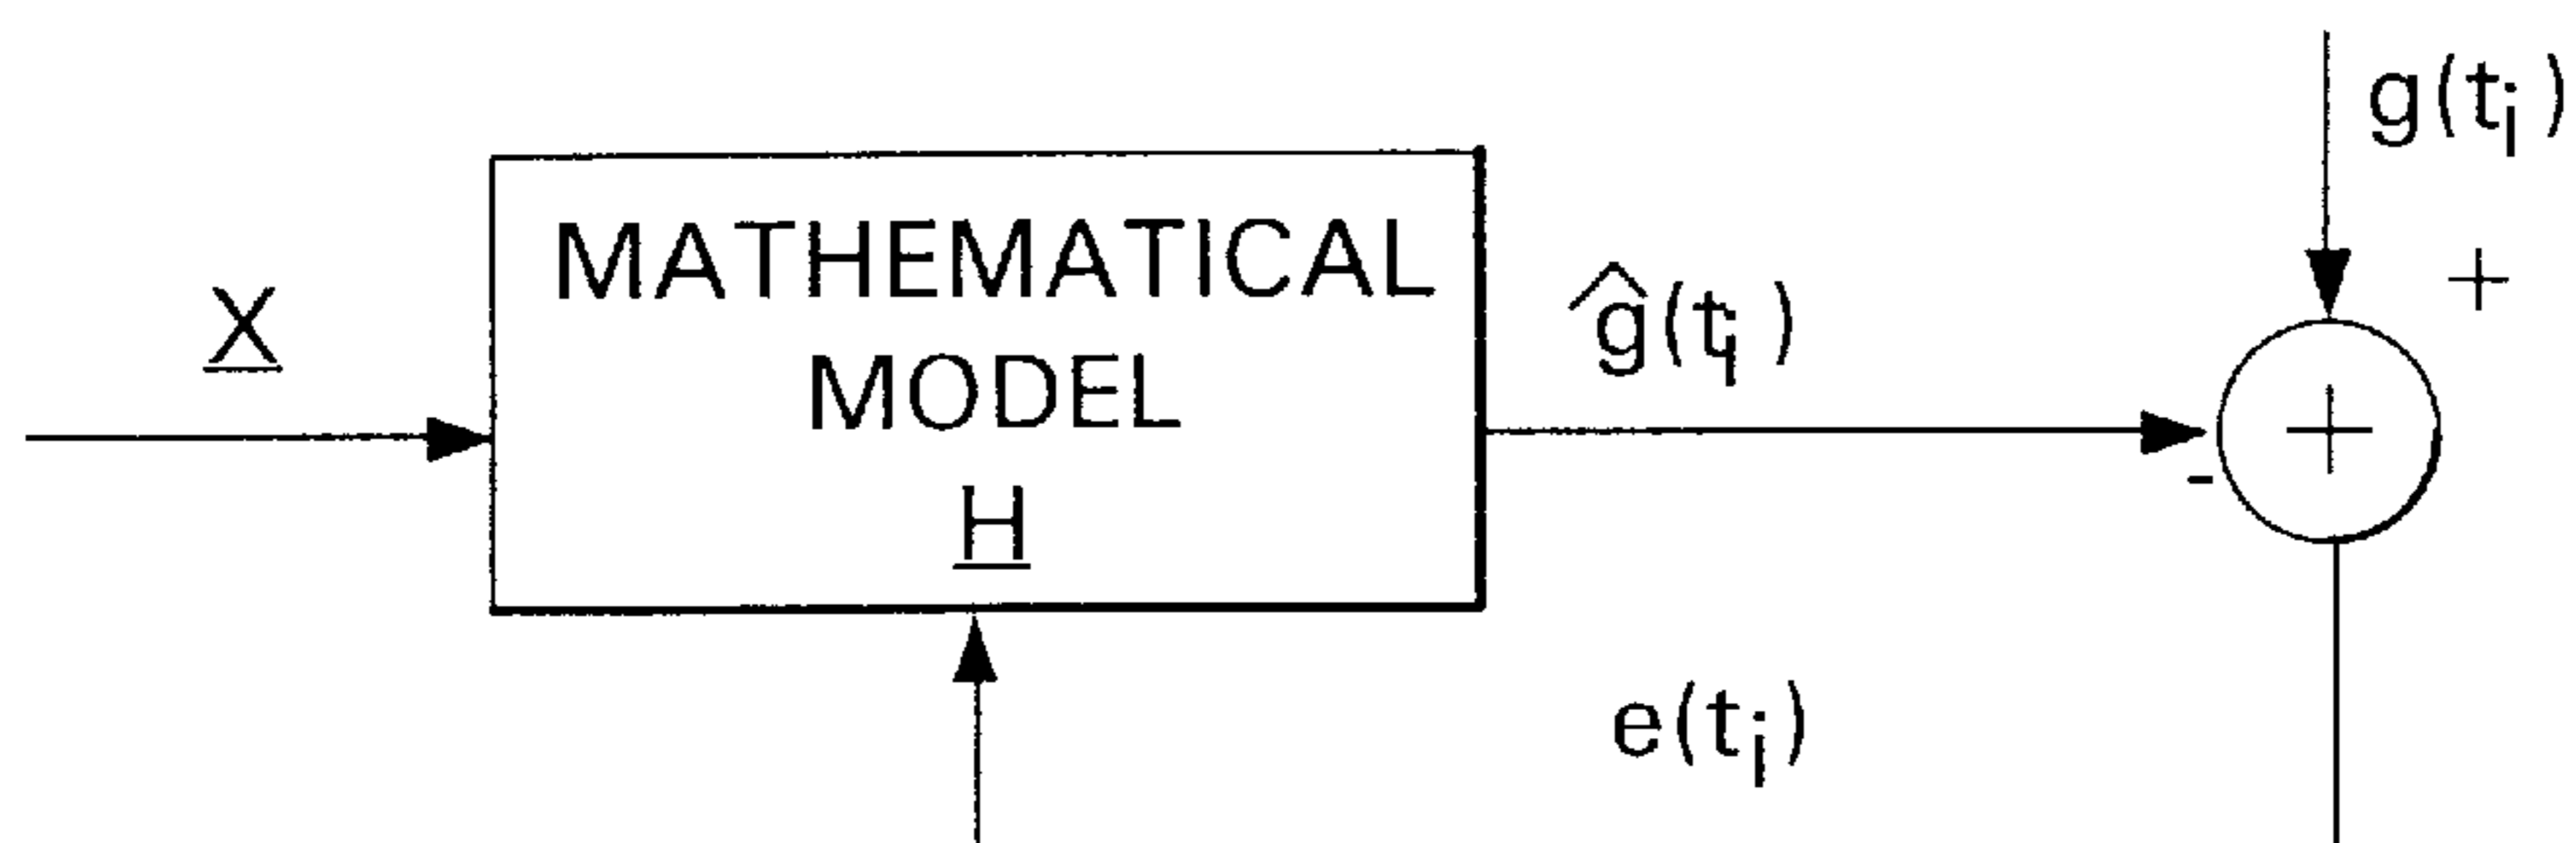 g(tᵢ)
+
X
MATHEMATICAL
MODEL
H
ĝ(tᵢ)
-
+
e(tᵢ)